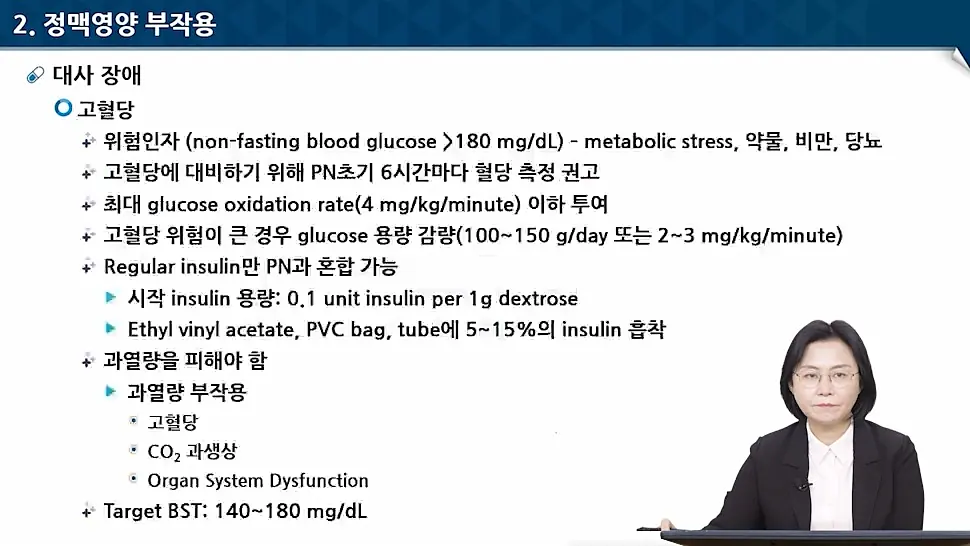 2. 정맥영양 부작용
대사 장애
고혈당
위험인자 (non-fasting blood glucose >180 mg/dL) - metabolic stress, 약물, 비만, 당뇨
고혈당에 대비하기 위해 PN초기 6시간마다 혈당 측정 권고
최대 glucose oxidation rate(4 mg/kg/minute) 이하 투여
고혈당 위험이 큰 경우 glucose 용량 감량(100~150 g/day 또는 2~3 mg/kg/minute)
Regular insulin만 PN과 혼합 가능
시작 insulin 용량: 0.1 unit insulin per 1g dextrose
Ethyl vinyl acetate, PVC bag, tube에 5~15%의 insulin 흡착
과열량을 피해야 함
과열량 부작용
고혈당
CO₂ 과생상
Organ System Dysfunction
Target BST: 140~180 mg/dL